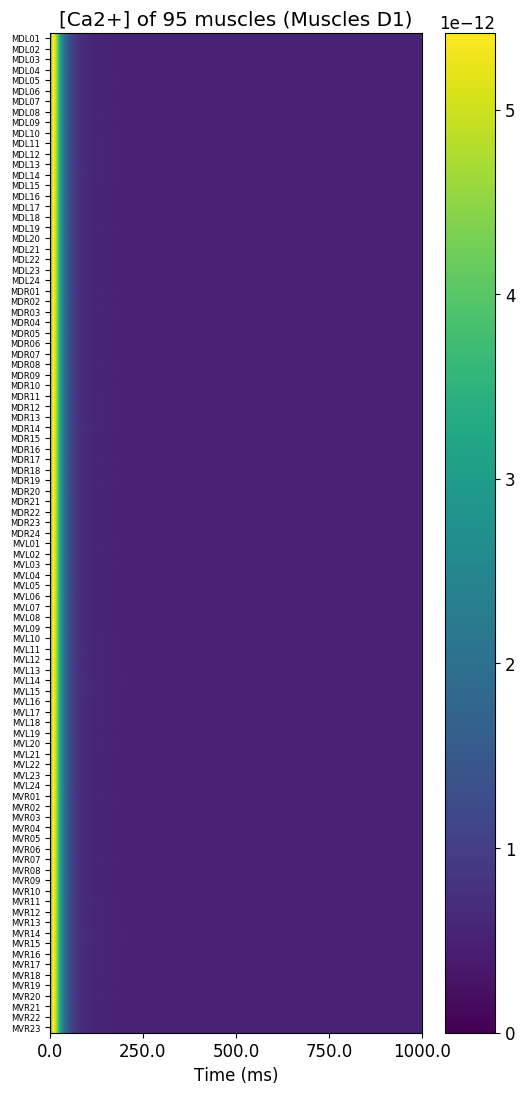 [Ca2+] of 95 muscles (Muscles D1)
1e−12
MDL01
MDL02
MDL03
MDL04
MDL05
MDL06
MDL07
MDL08
MDL09
MDL10
MDL11
MDL12
MDL13
MDL14
MDL15
MDL16
MDL17
MDL18
MDL19
MDL20
MDL21
MDL22
MDL23
MDL24
MDR01
MDR02
MDR03
MDR04
MDR05
MDR06
MDR07
MDR08
MDR09
MDR10
MDR11
MDR12
MDR13
MDR14
MDR15
MDR16
MDR17
MDR18
MDR19
MDR20
MDR21
MDR22
MDR23
MDR24
MVL01
MVL02
MVL03
MVL04
MVL05
MVL06
MVL07
MVL08
MVL09
MVL10
MVL11
MVL12
MVL13
MVL14
MVL15
MVL16
MVL17
MVL18
MVL19
MVL20
MVL21
MVL22
MVL23
MVL24
MVR01
MVR02
MVR03
MVR04
MVR05
MVR06
MVR07
MVR08
MVR09
MVR10
MVR11
MVR12
MVR13
MVR14
MVR15
MVR16
MVR17
MVR18
MVR19
MVR20
MVR21
MVR22
MVR23
0.0 250.0 500.0 750.0 1000.0
Time (ms)
5
4
3
2
1
0